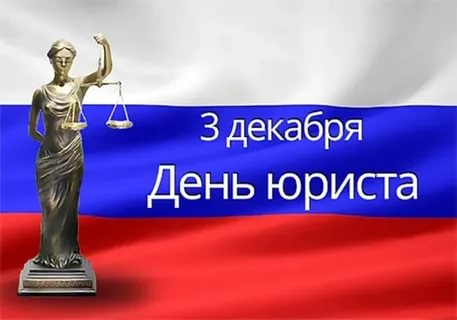 3 декабря
День юриста